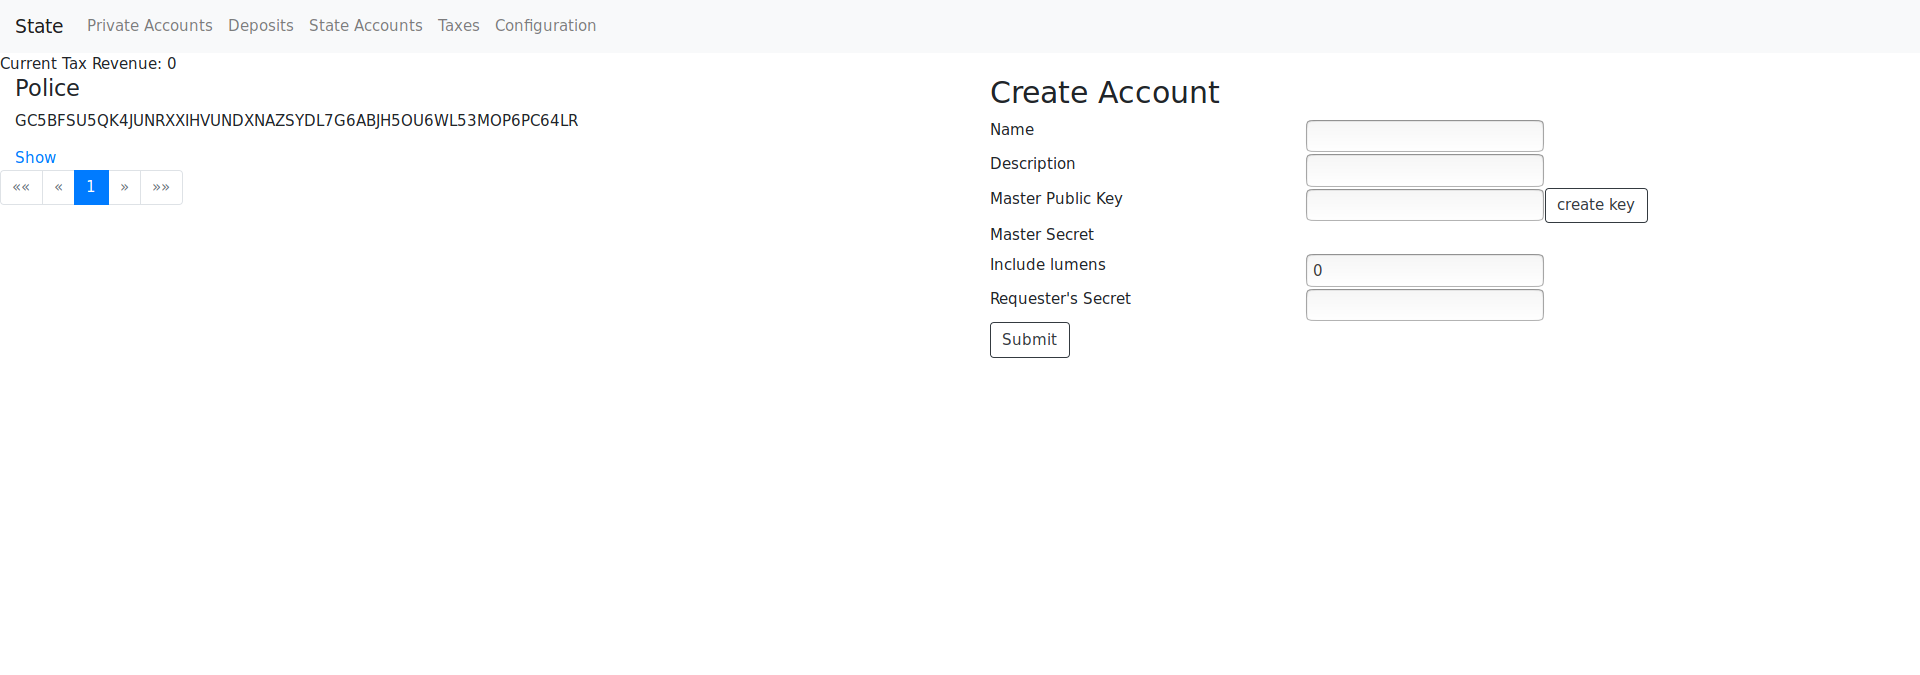 State Private Accounts Deposits State Accounts Taxes Configuration
Current Tax Revenue: 0
Police
GC5BFSU5QK4JUNRXXIHVUNDXNAZSYDL7G6ABJH5OU6WL53MOP6PC64LR
Show
«« « 1 » »»
Create Account
Name
Description
Master Public Key create key
Master Secret
Include lumens 0
Requester's Secret
Submit